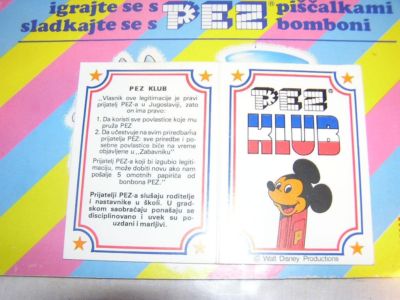 igrajte se s PEZ® piščalkami
sladkajte se s bomboni
PEZ KLUB
„Vlasnik ove legitimacije je pravi
prijatelj PEZ-a u Jugoslaviji, zato
on ima pravo:
1. Da koristi sve povlastice koje mu
pruža PEZ
2. Da učestvuje na svim priredbama
prijatelja PEZ: sve priredbe i po-
sebne povlastice biće na vreme
objavljene u „Zabavniku"
Prijatelj PEZ-a koji bi izgubio legiti-
maciju, može dobiti novu ako nam
pošalje 5 omotnih papirića od
bonbona PEZ."
Prijatelji PEZ-a slušaju roditelje
i nastavnike u školi. U grad-
skom saobraćaju ponašaju se
disciplinovano i uvek su po-
uzdani i marljivi.
PEZ
KLUB
P
© Walt Disney Productions